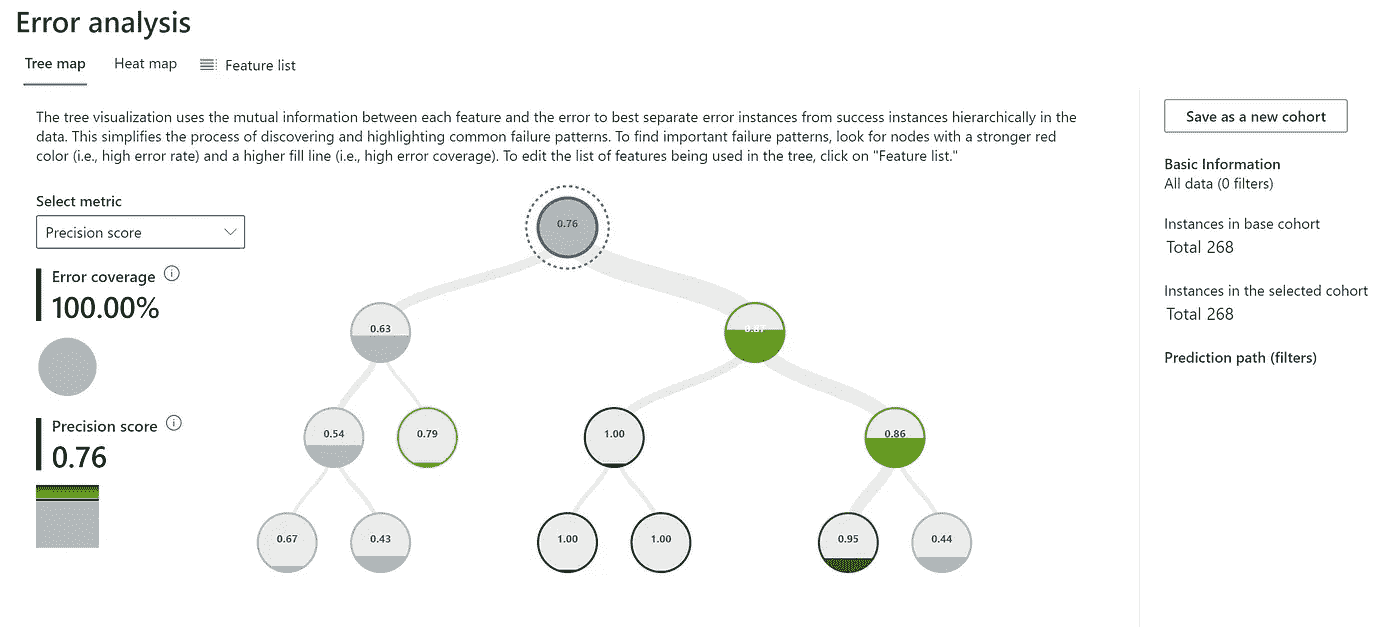 Error analysis
Tree map
Heat map
Feature list
The tree visualization uses the mutual information between each feature and the error to best separate error instances from success instances hierarchically in the
data. This simplifies the process of discovering and highlighting common failure patterns. To find important failure patterns, look for nodes with a stronger red
color (i.e., high error rate) and a higher fill line (i.e., high error coverage). To edit the list of features being used in the tree, click on "Feature list."
Select metric
Precision score
Error coverage
100.00%
Precision score
0.76
0.76
0.63
0.87
0.54
0.79
1.00
0.86
0.67
0.43
1.00
1.00
0.95
0.44
Save as a new cohort
Basic Information
All data (0 filters)
Instances in base cohort
Total 268
Instances in the selected cohort
Total 268
Prediction path (filters)